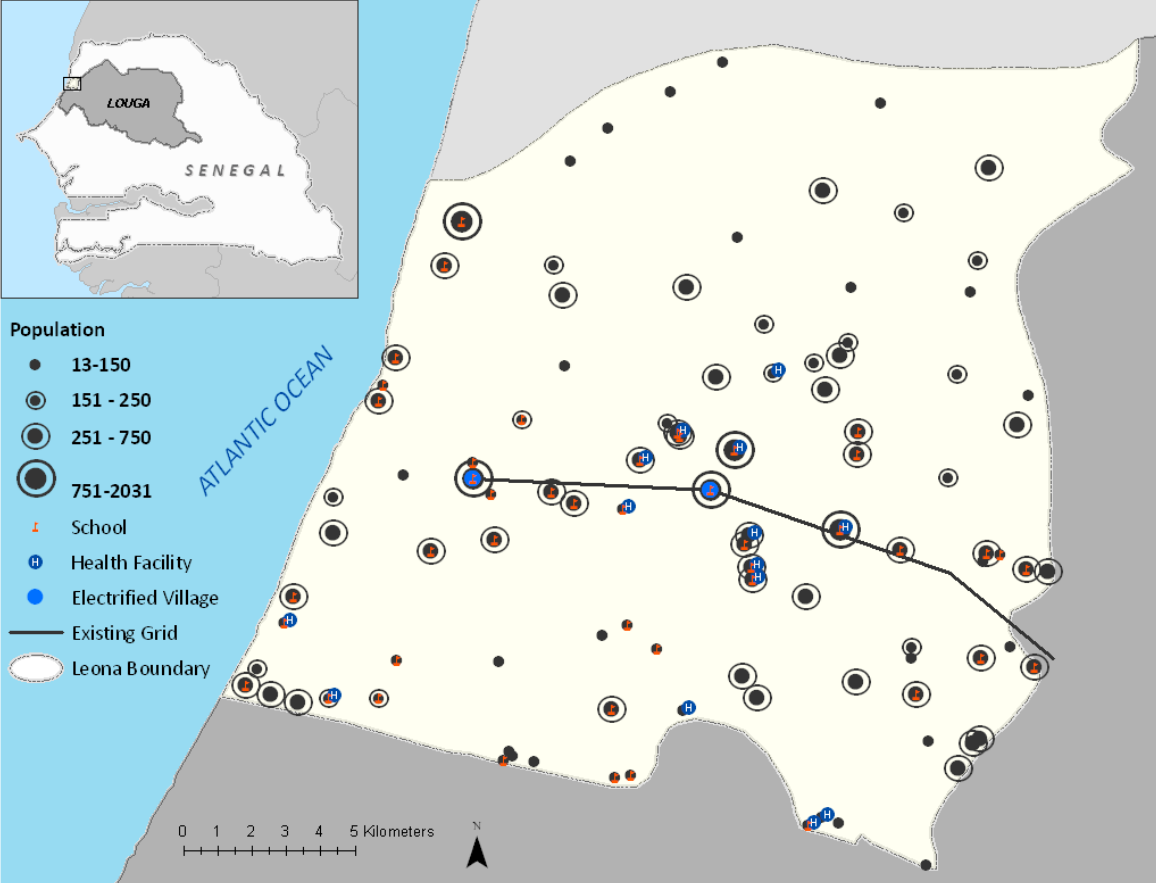 LOUGA
SENEGAL
Population
13-150
151 - 250
251 - 750
751-2031
School
H Health Facility
Electrified Village
Existing Grid
Leona Boundary
ATLANTIC OCEAN
H
H
H
H
H
H
H
H
H
H
H
H
H
H
0 1 2 3 4 5 Kilometers
N